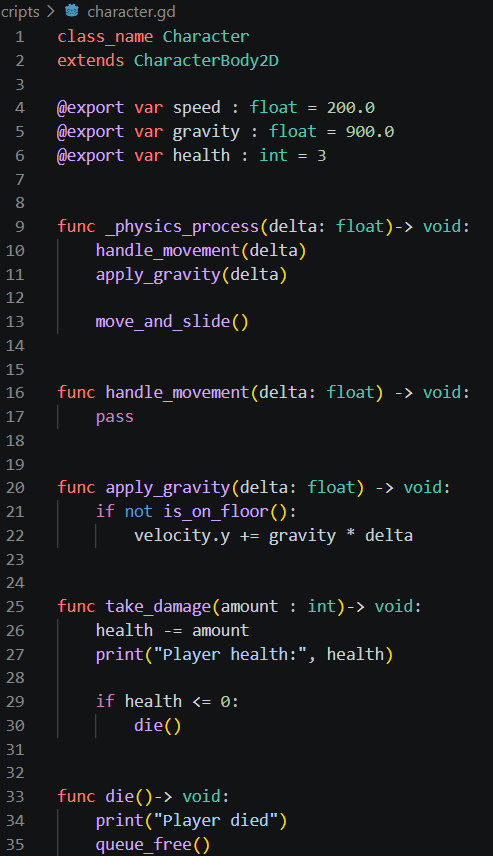 cripts > character.gd
1 class_name Character
2 extends CharacterBody2D
3
4 @export var speed : float = 200.0
5 @export var gravity : float = 900.0
6 @export var health : int = 3
7
8
9 func _physics_process(delta: float)-> void:
10 handle_movement(delta)
11 apply_gravity(delta)
12
13 move_and_slide()
14
15
16 func handle_movement(delta: float) -> void:
17 pass
18
19
20 func apply_gravity(delta: float) -> void:
21 if not is_on_floor():
22 velocity.y += gravity * delta
23
24
25 func take_damage(amount : int)-> void:
26 health -= amount
27 print("Player health:", health)
28
29 if health <= 0:
30 die()
31
32
33 func die()-> void:
34 print("Player died")
35 queue_free()